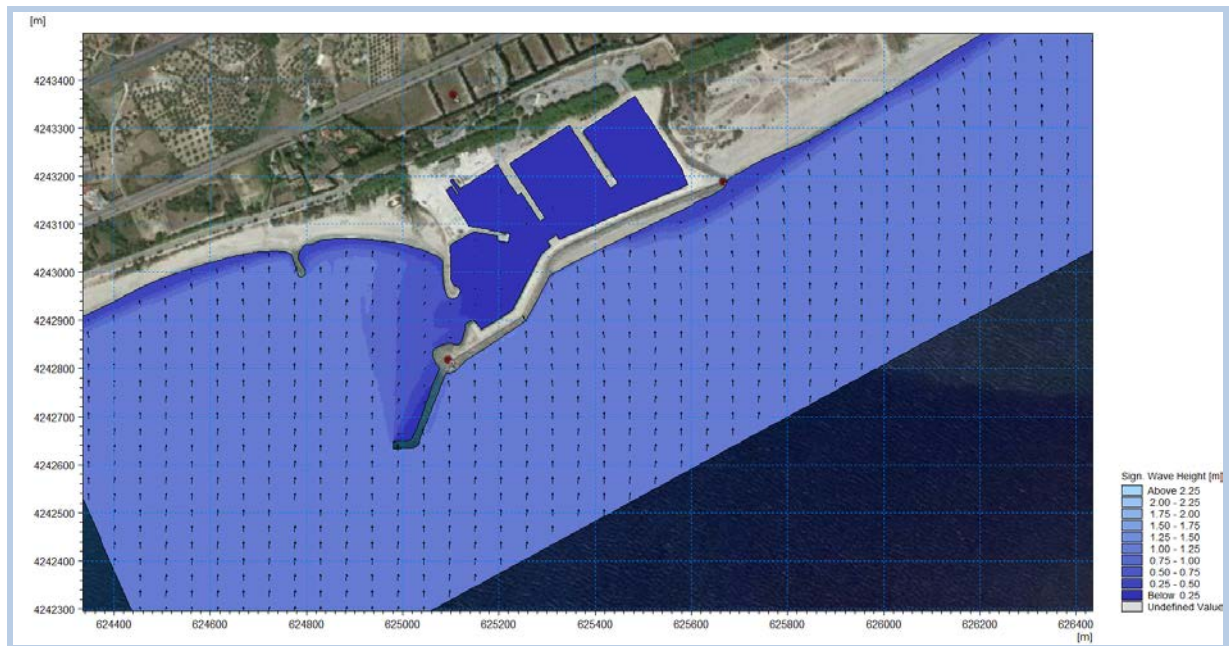 [m]
4243400
4243300
4243200
4243100
4243000
4242900
4242800
4242700
4242600
4242500
4242400
4242300
624400
624600
624800
625000
625200
625400
625600
625800
626000
626200
626400
[m]
Sign. Wave Height [m]
Above 2.25
2.00 - 2.25
1.75 - 2.00
1.50 - 1.75
1.25 - 1.50
1.00 - 1.25
0.75 - 1.00
0.50 - 0.75
0.25 - 0.50
Below 0.25
Undefined Value